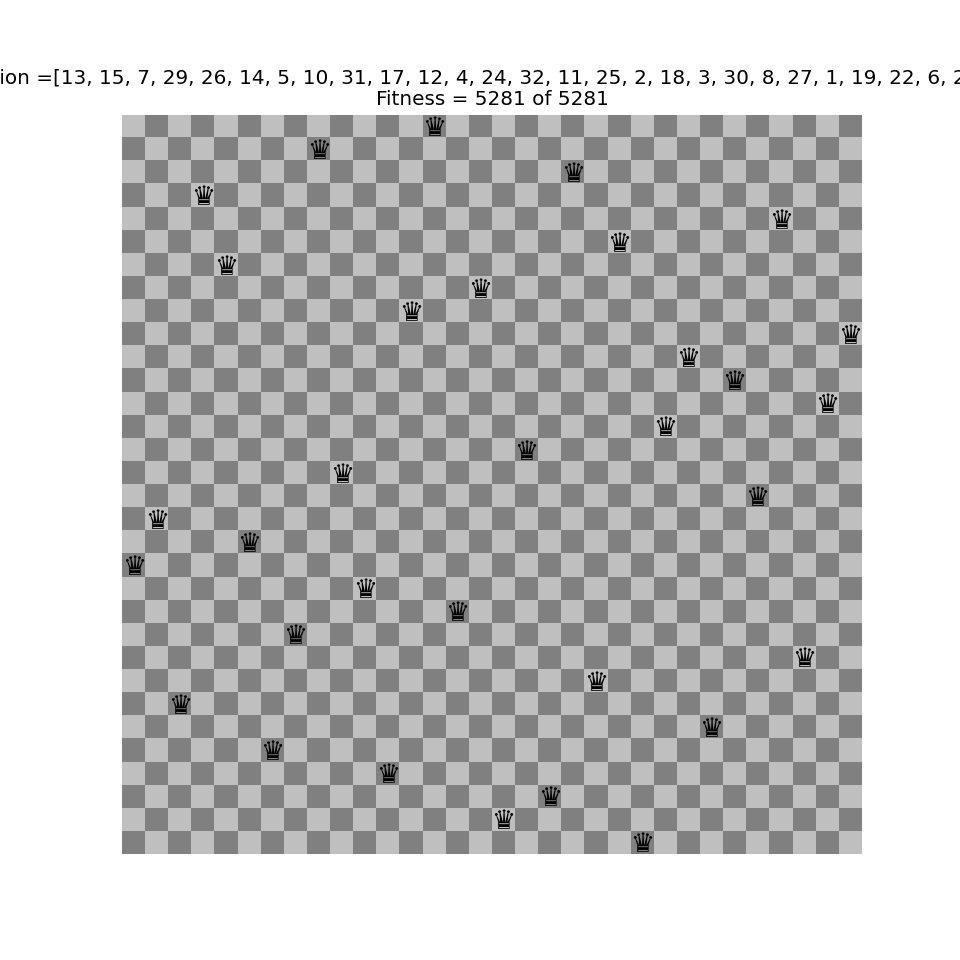 ion =[13, 15, 7, 29, 26, 14, 5, 10, 31, 17, 12, 4, 24, 32, 11, 25, 2, 18, 3, 30, 8, 27, 1, 19, 22, 6, 2
Fitness = 5281 of 5281